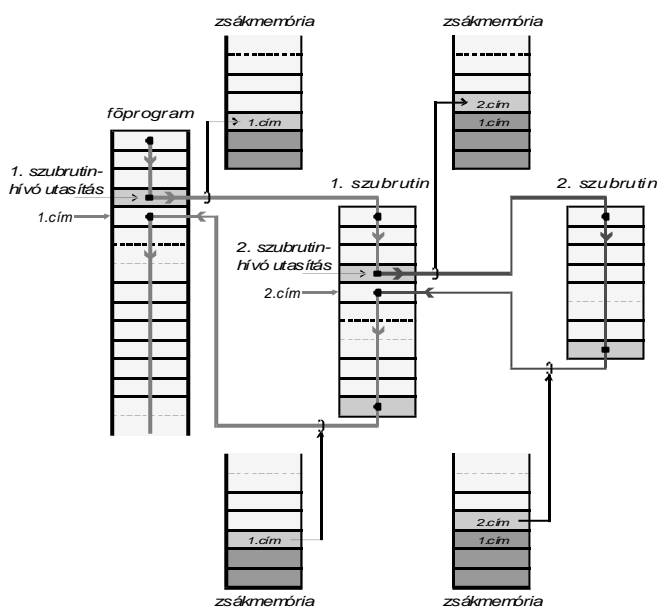 zsákmemória
zsákmemória
2.cím
1.cím
1.cím
fõprogram
1. szubrutin-
hívó utasítás
1.cím
1. szubrutin
2. szubrutin
2. szubrutin-
hívó utasítás
2.cím
1.cím
2.cím
1.cím
zsákmemória
zsákmemória